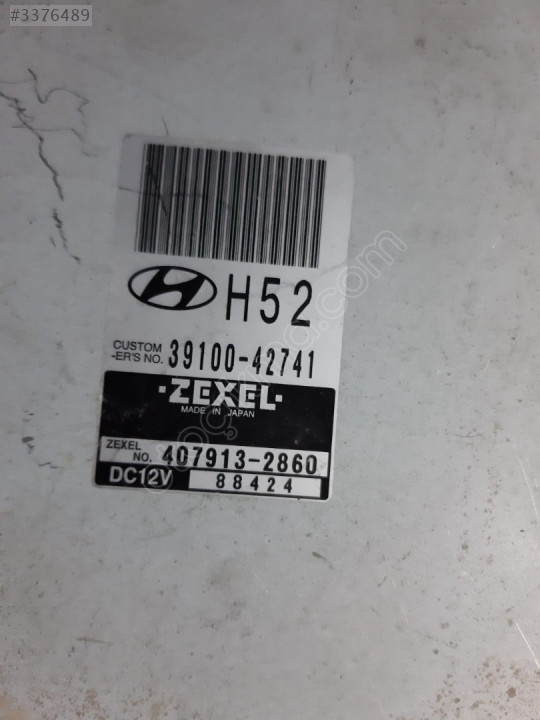 #3376489
H52
CUSTOM
-ER'S NO. 39100-42741
·ZEXEL·
MADE IN JAPAN
ZEXEL
NO. 407913-2860
DC12V 88424